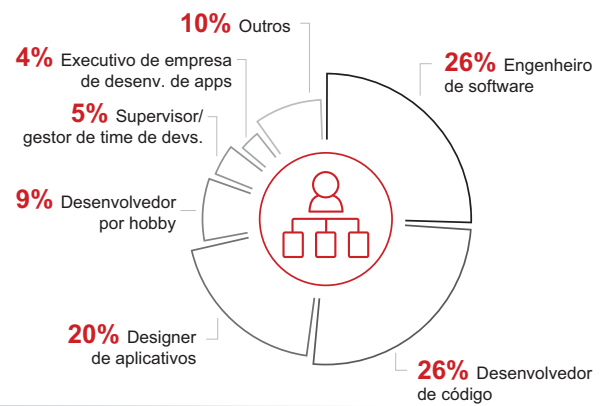 10% Outros
4% Executivo de empresa
de desenv. de apps
5% Supervisor/
gestor de time de devs.
9% Desenvolvedor
por hobby
20% Designer
de aplicativos
26% Engenheiro
de software
26% Desenvolvedor
de código